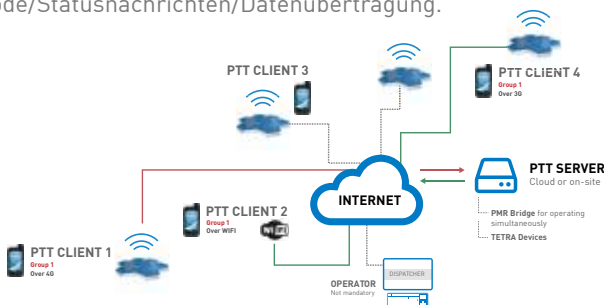 ode/Statusnachrichten/Datenübertragung.
PTT CLIENT 3
PTT CLiENT 4
Group 1
Over 3G
INTERNET
PTT SERVER
Cloud or on-site
PMR Bridge for operating
simultaneously
TETRA Devices
PTT CLIENT 2
Group 1
Over WIFI
WiFi
PTT CLIENT 1
Group 1
Over 4G
DISPATCHER
OPERATOR
Not mandatory